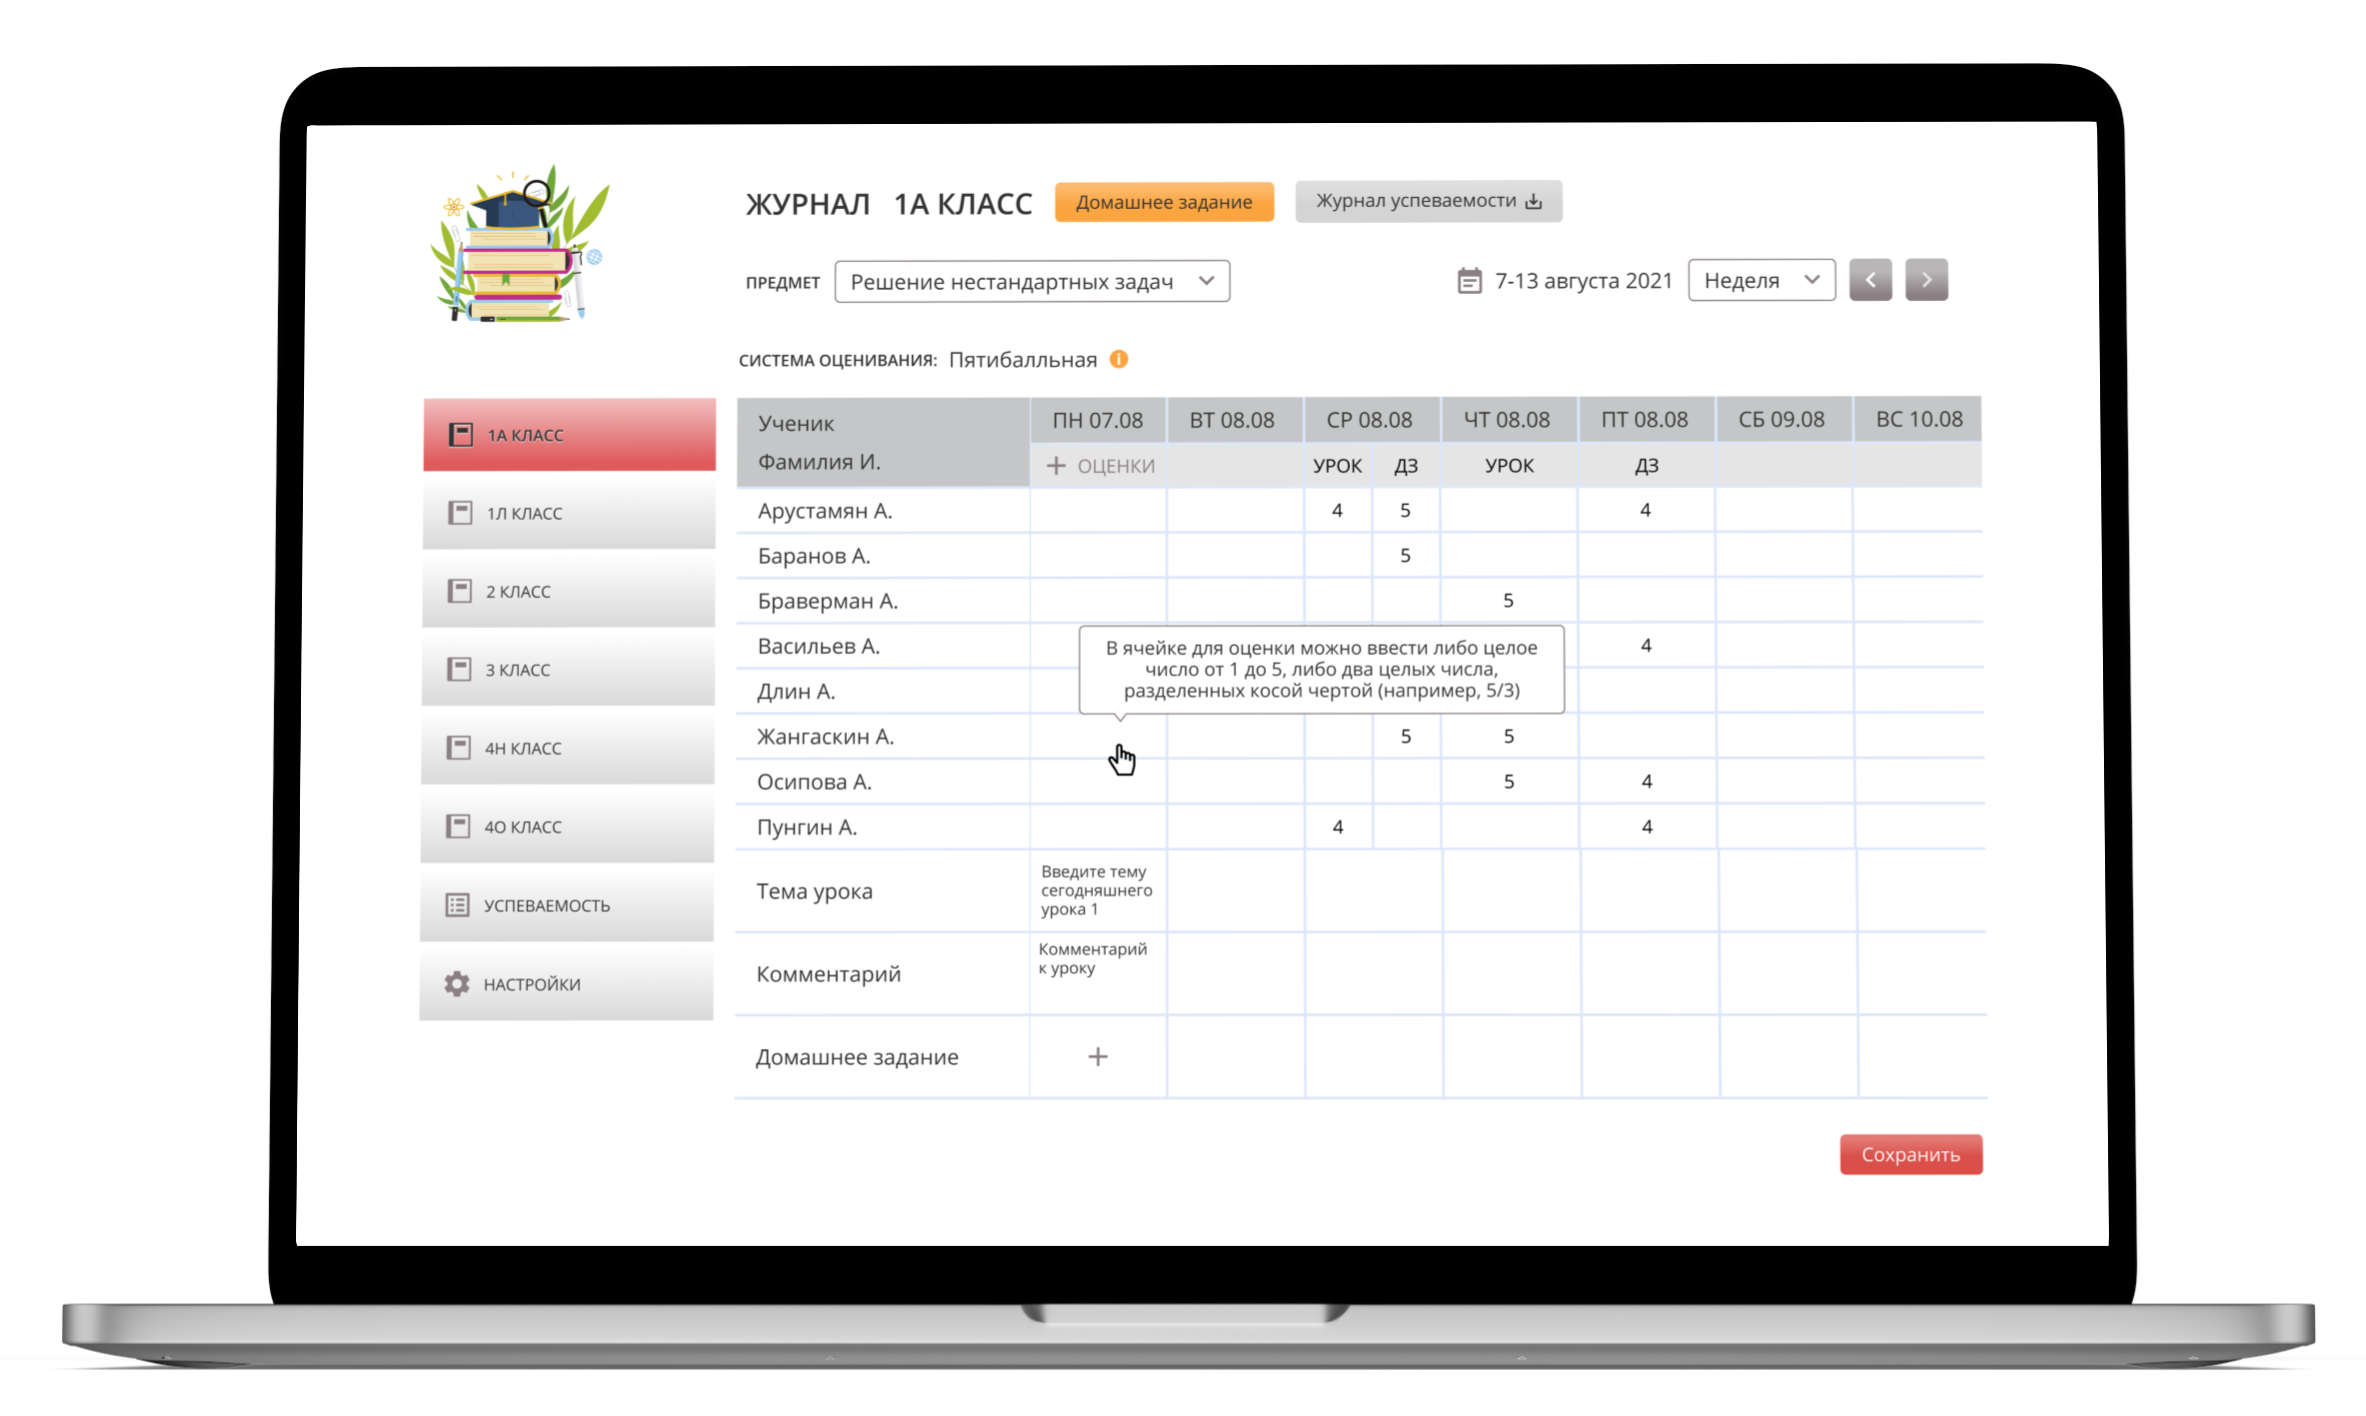 ЖУРНАЛ 1А КЛАСС Домашнее задание Журнал успеваемости
ПРЕДМЕТ Решение нестандартных задач 7-13 августа 2021 Неделя
СИСТЕМА ОЦЕНИВАНИЯ: Пятибалльная
1А КЛАСС
1Л КЛАСС
2 КЛАСС
3 КЛАСС
4Н КЛАСС
4О КЛАСС
УСПЕВАЕМОСТЬ
НАСТРОЙКИ
Ученик ПН 07.08 ВТ 08.08 СР 08.08 ЧТ 08.08 ПТ 08.08 СБ 09.08 ВС 10.08
Фамилия И. + ОЦЕНКИ УРОК ДЗ УРОК ДЗ
Арустамян А. 4 5 4
Баранов А. 5
Браверман А. 5
Васильев А. 4
В ячейке для оценки можно ввести либо целое
число от 1 до 5, либо два целых числа,
разделенных косой чертой (например, 5/3)
Длин А.
Жангаскин А. 5 5
Осипова А. 5 4
Пунгин А. 4 4
Тема урока
Введите тему
сегодняшнего
урока 1
Комментарий
Комментарий
к уроку
Домашнее задание +
Сохранить